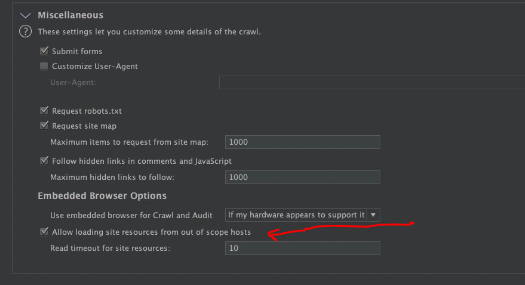 Miscellaneous
These settings let you customize some details of the crawl.
Submit forms
Customize User-Agent
User-Agent:
Request robots.txt
Request site map
Maximum items to request from site map: 1000
Follow hidden links in comments and JavaScript
Maximum hidden links to follow: 1000
Embedded Browser Options
Use embedded browser for Crawl and Audit If my hardware appears to support it
Allow loading site resources from out of scope hosts
Read timeout for site resources: 10